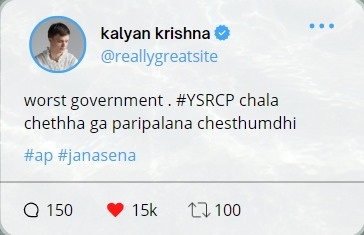 kalyan krishna
@reallygreatsite
worst government . #YSRCP chala
chethha ga paripalana chesthumdhi
#ap #janasena
150 15k 100